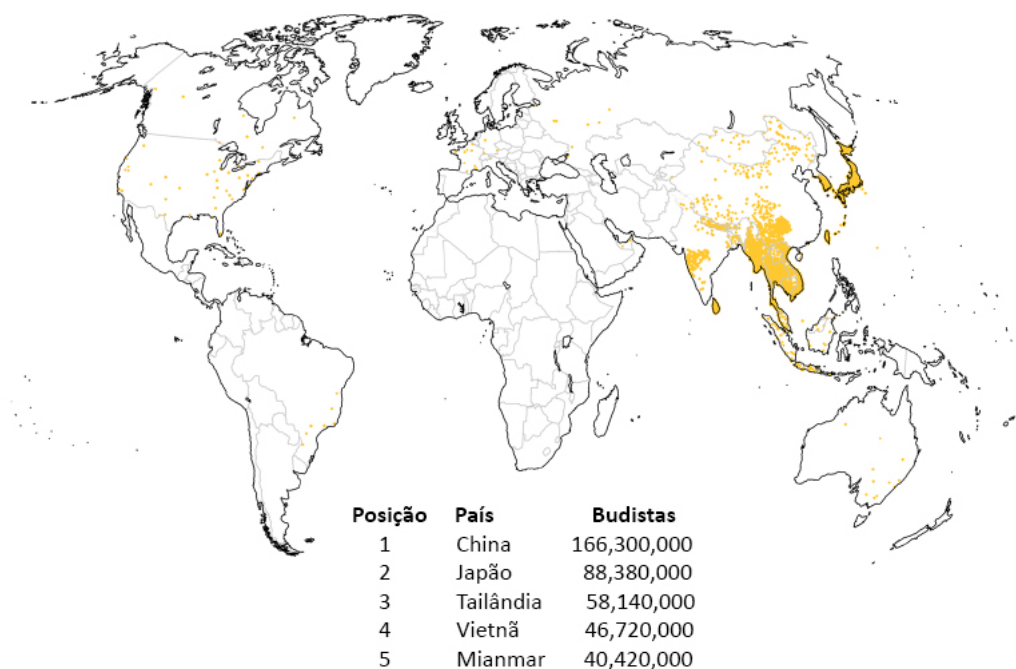 Posição País Budistas
1 China 166,300,000
2 Japão 88,380,000
3 Tailândia 58,140,000
4 Vietnã 46,720,000
5 Mianmar 40,420,000